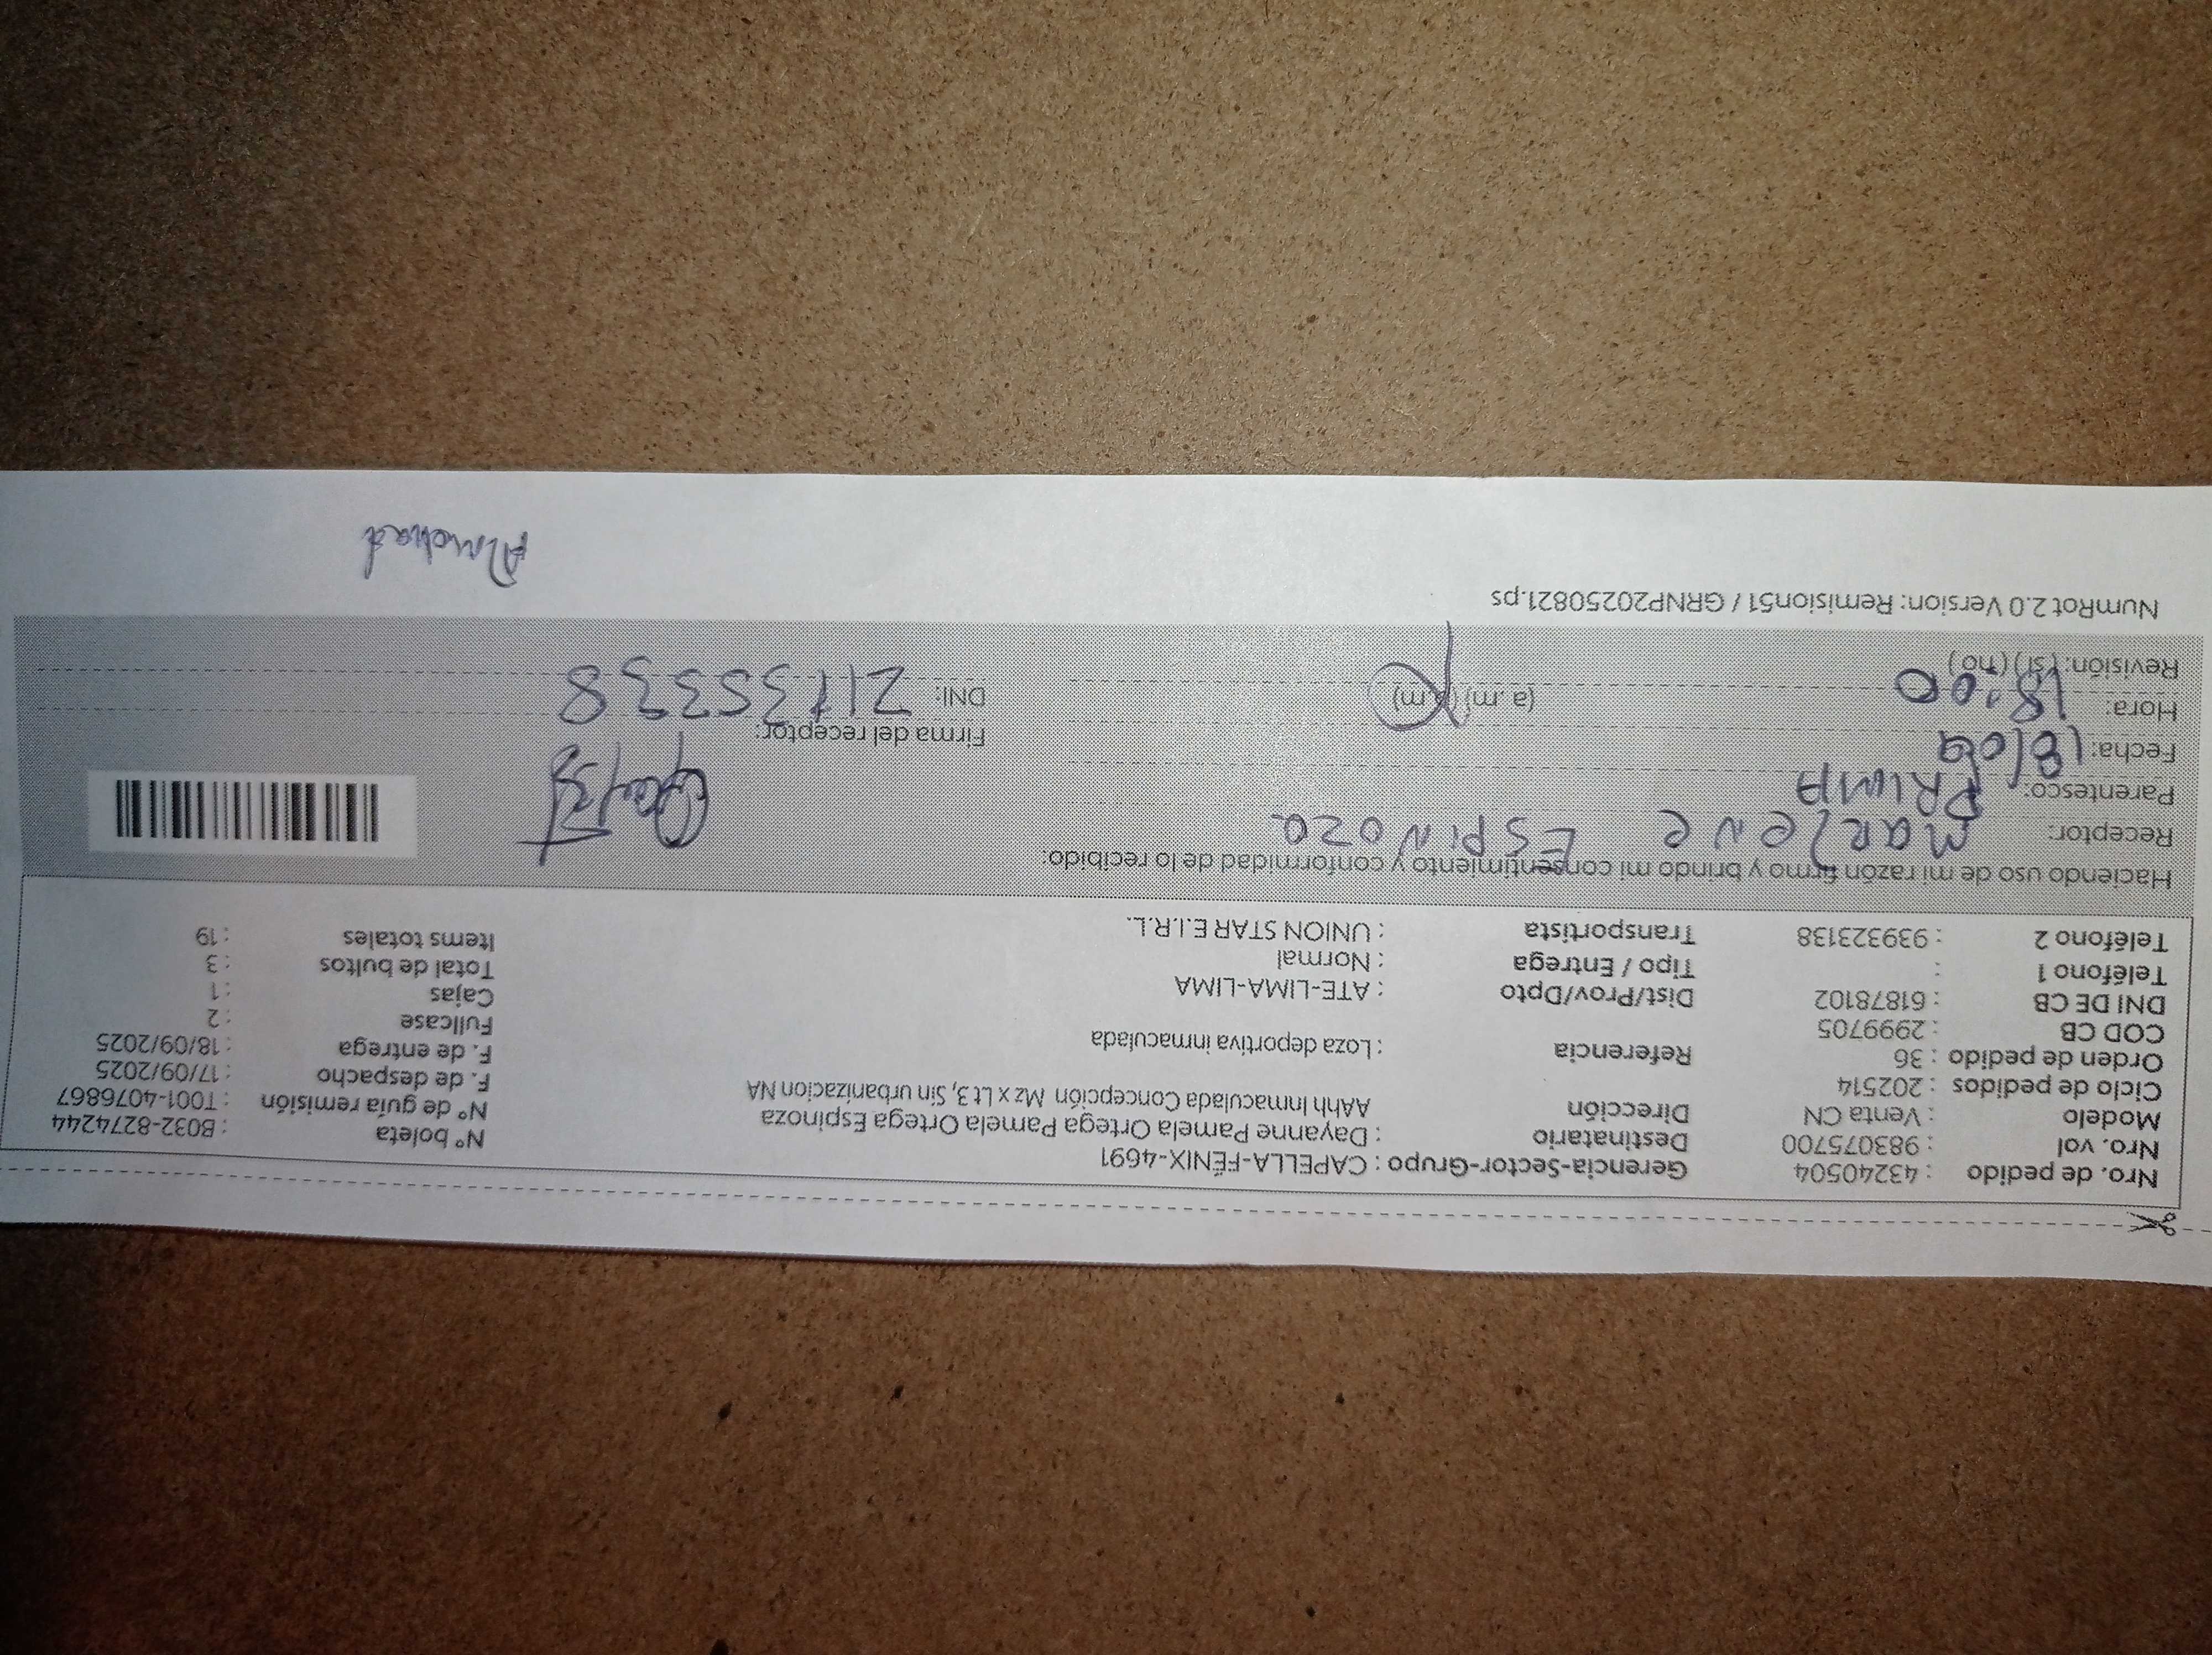 Nro. de pedido : 43240504 Gerencia-Sector-Grupo : CAPELLA-FÉNIX-4691
Nro. vol : 983075700 Destinatario : Dayanne Pamela Ortega Pamela Ortega Espinoza N° boleta : B032-8274244
Modelo : Venta CN Dirección AAhh Inmaculada Concepción Mz x Lt 3, Sin urbanizacion NA N° de guía remisión : T001-4076867
Ciclo de pedidos : 202514 F. de despacho : 17/09/2025
Orden de pedido : 36 Referencia : Loza deportiva inmaculada F. de entrega : 18/09/2025
COD CB : 2999705 Fullcase : 2
DNI DE CB : 61878102 Dist/Prov/Dpto : ATE-LIMA-LIMA Cajas : 1
Teléfono 1 : Tipo / Entrega : Normal Total de bultos : 3
Teléfono 2 : 939323138 Transportista : UNION STAR E.I.R.L. Items totales : 19
Haciendo uso de mi razón firmo y brindo mi consentimiento y conformidad de lo recibido:
Receptor: Marlene Espinoza
Parentesco: PRIMA
Fecha: 18/09 Firma del receptor:
Hora: 18:00 (a.m) (p.m) DNI: 21135338
Revisión: (si) (no)
NumRot 2.0 Version: Remision51 / GRNP20250821.ps